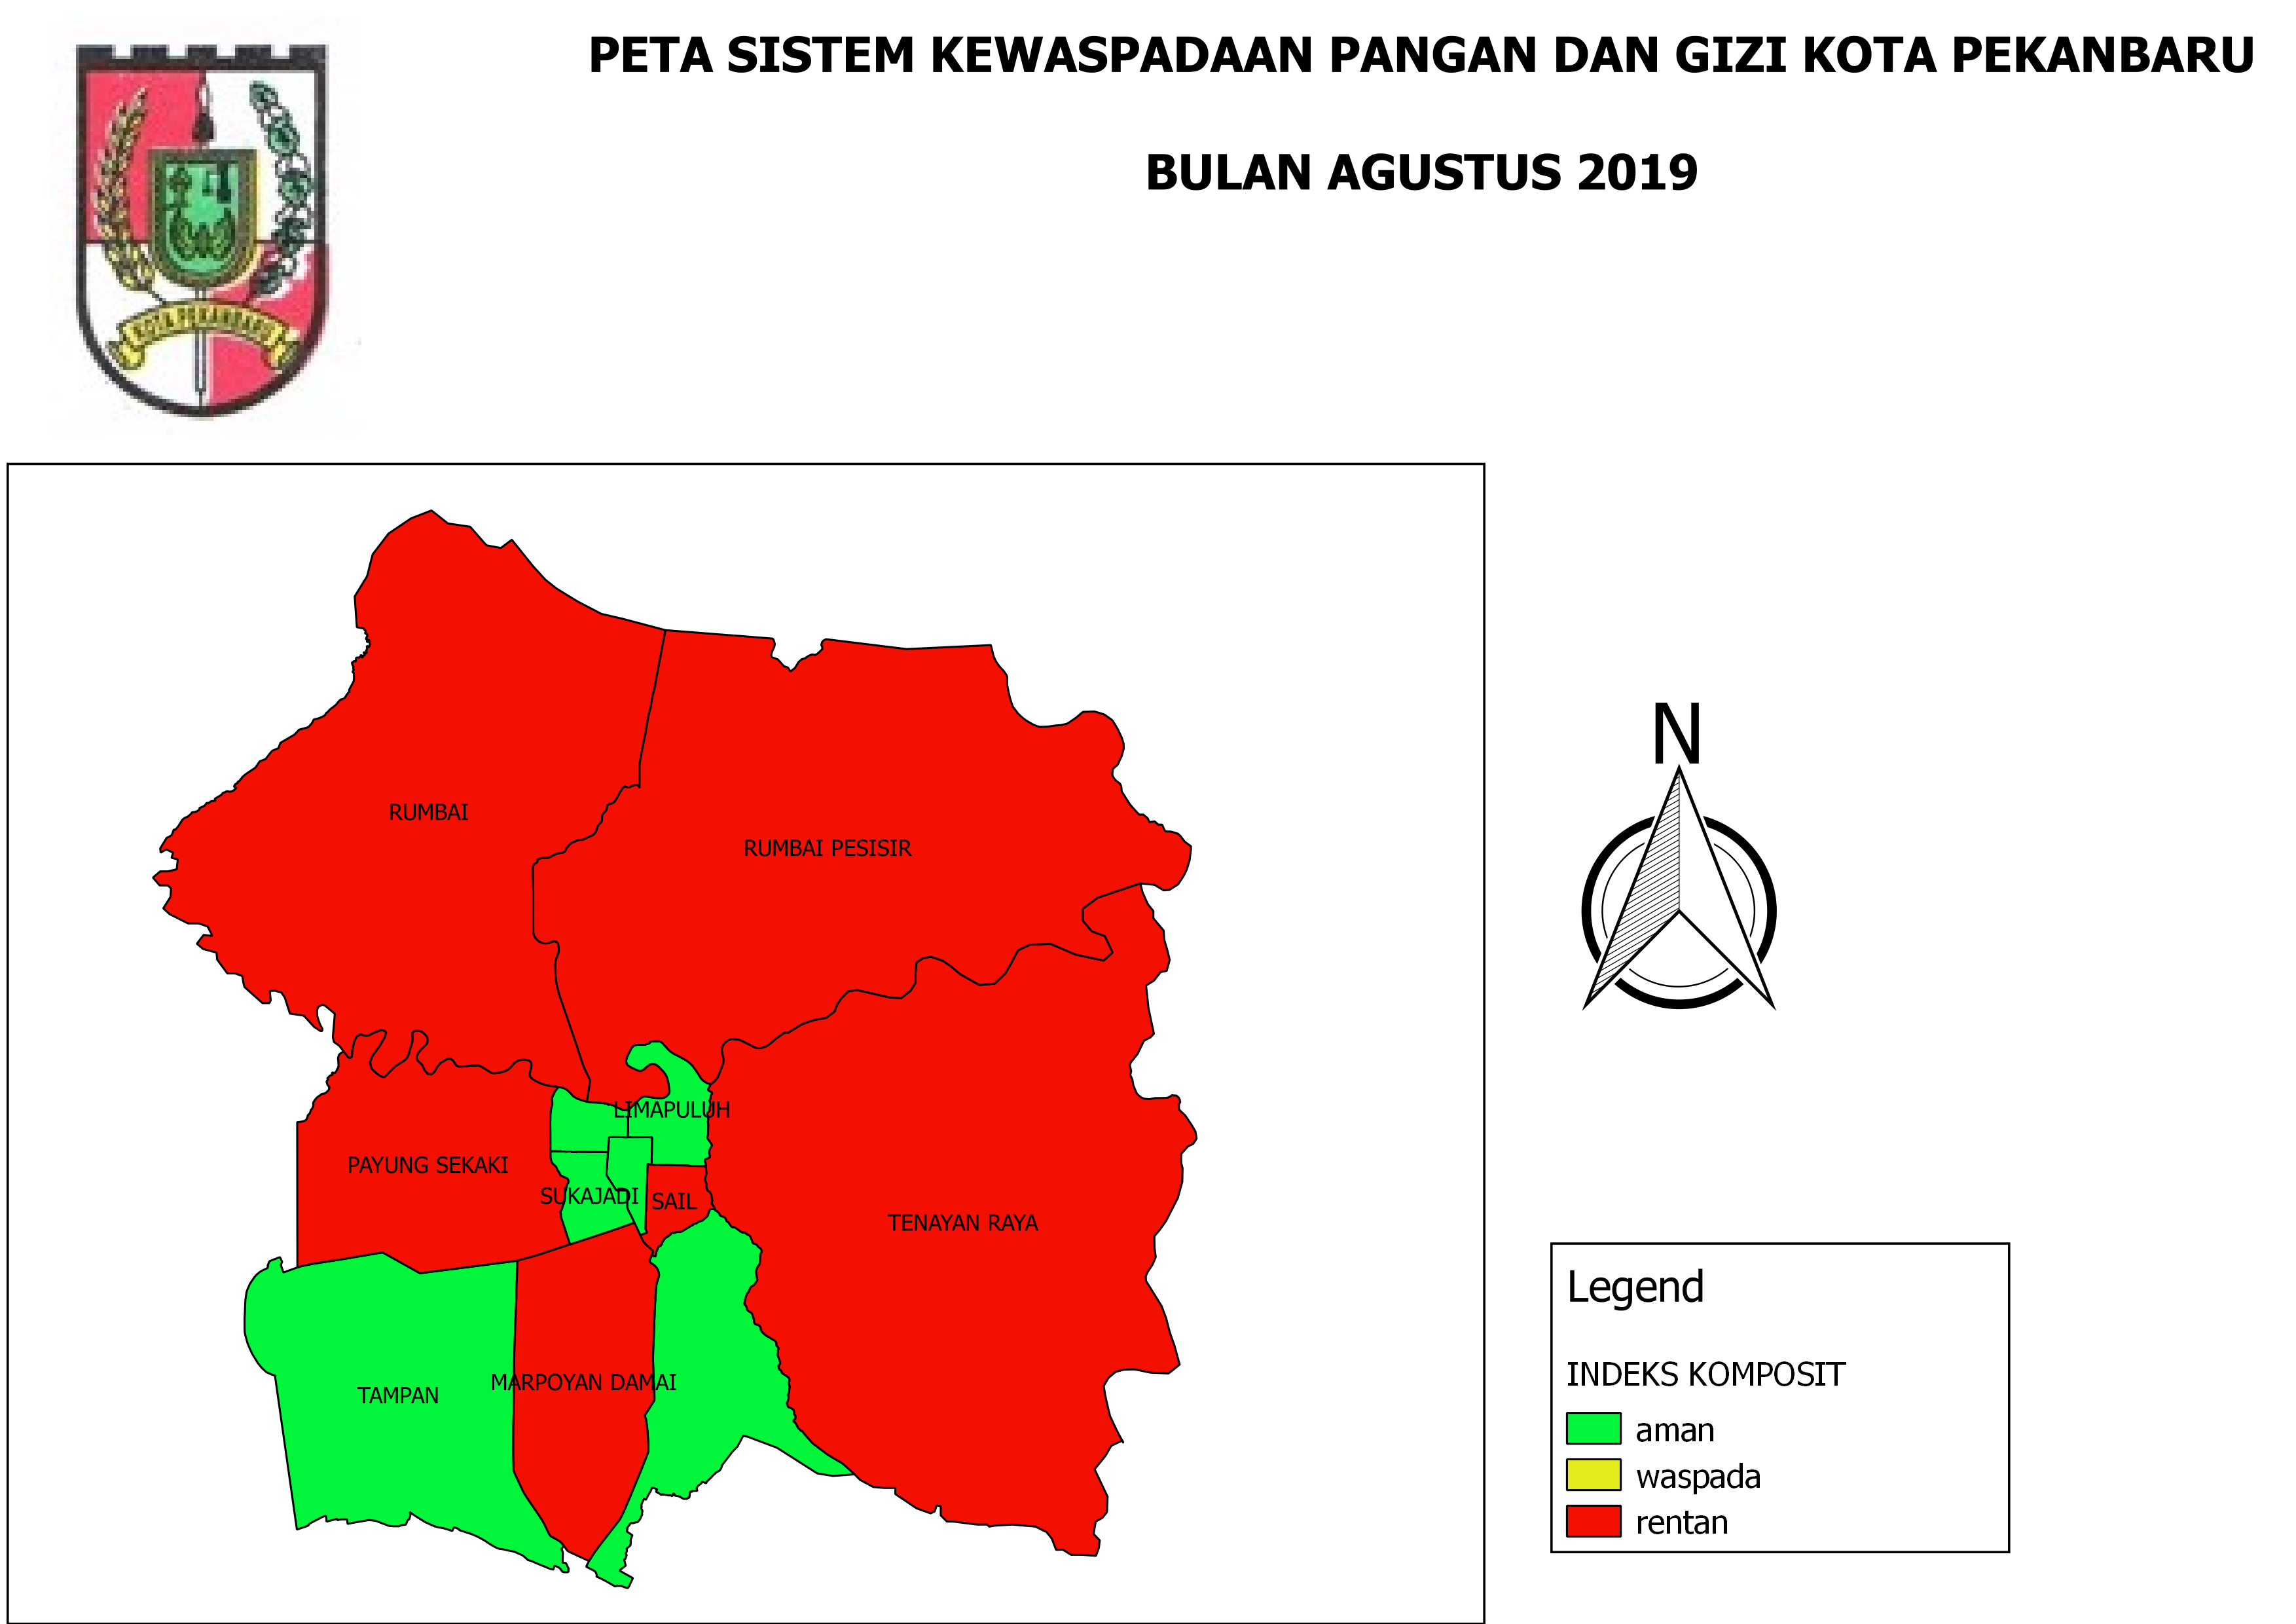 PETA SISTEM KEWASPADAAN PANGAN DAN GIZI KOTA PEKANBARU
BULAN AGUSTUS 2019
KOTA PEKANBARU
N
RUMBAI
RUMBAI PESISIR
LIMAPULUH
PAYUNG SEKAKI
SUKAJADI
SAIL
TENAYAN RAYA
MARPOYAN DAMAI
TAMPAN
Legend
INDEKS KOMPOSIT
aman
waspada
rentan